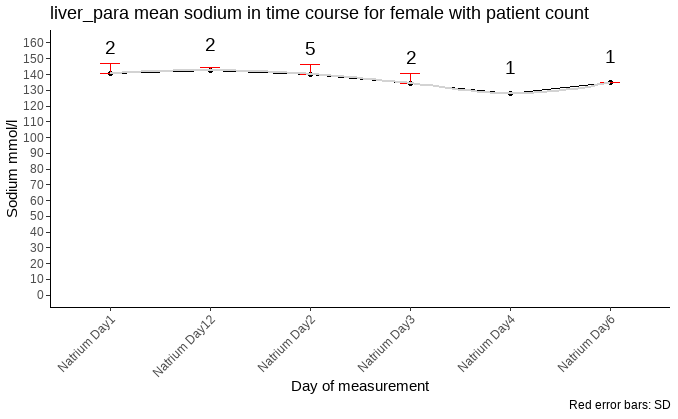 liver_para mean sodium in time course for female with patient count
Sodium mmol/l
160
150
140
130
120
110
100
90
80
70
60
50
40
30
20
10
0
2
2
5
2
1
1
Natrium Day1
Natrium Day12
Natrium Day2
Natrium Day3
Natrium Day4
Natrium Day6
Day of measurement
Red error bars: SD